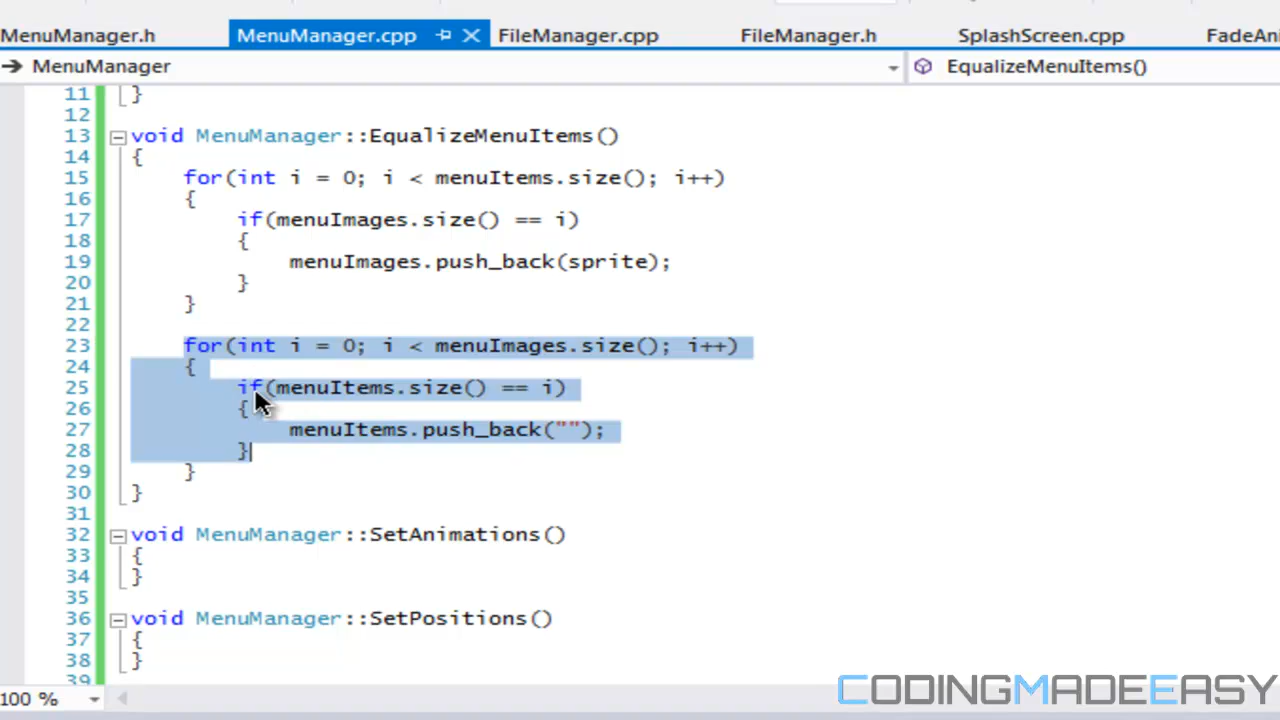 MenuManager.h MenuManager.cpp FileManager.cpp FileManager.h SplashScreen.cpp FadeAni
MenuManager EqualizeMenuItems()
11 }
12
13 void MenuManager::EqualizeMenuItems()
14 {
15 for(int i = 0; i < menuItems.size(); i++)
16 {
17 if(menuImages.size() == i)
18 {
19 menuImages.push_back(sprite);
20 }
21 }
22
23 for(int i = 0; i < menuImages.size(); i++)
24 {
25 if(menuItems.size() == i)
26 {
27 menuItems.push_back("");
28 }
29 }
30 }
31
32 void MenuManager::SetAnimations()
33 {
34 }
35
36 void MenuManager::SetPositions()
37 {
38 }
39
100 %
CODINGMADEEASY